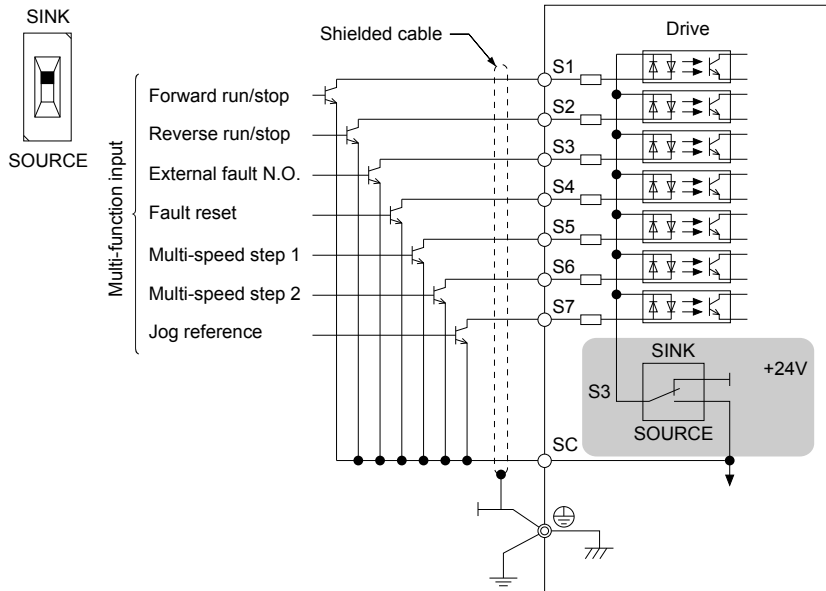 SINK
SOURCE
Shielded cable
Drive
Multi-function input
Forward run/stop
Reverse run/stop
External fault N.O.
Fault reset
Multi-speed step 1
Multi-speed step 2
Jog reference
S1
S2
S3
S4
S5
S6
S7
SINK
+24V
S3
SOURCE
SC